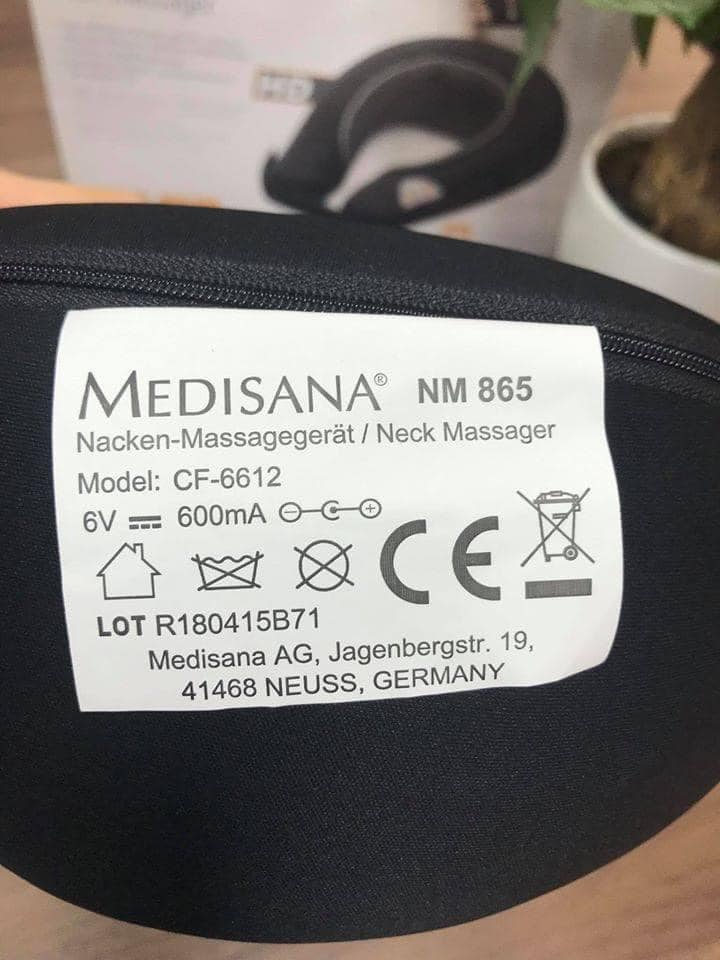 MEDISANA® NM 865
Nacken-Massagegerät / Neck Massager
Model: CF-6612
6V 600mA
CE
LOT R180415B71
Medisana AG, Jagenbergstr. 19,
41468 NEUSS, GERMANY